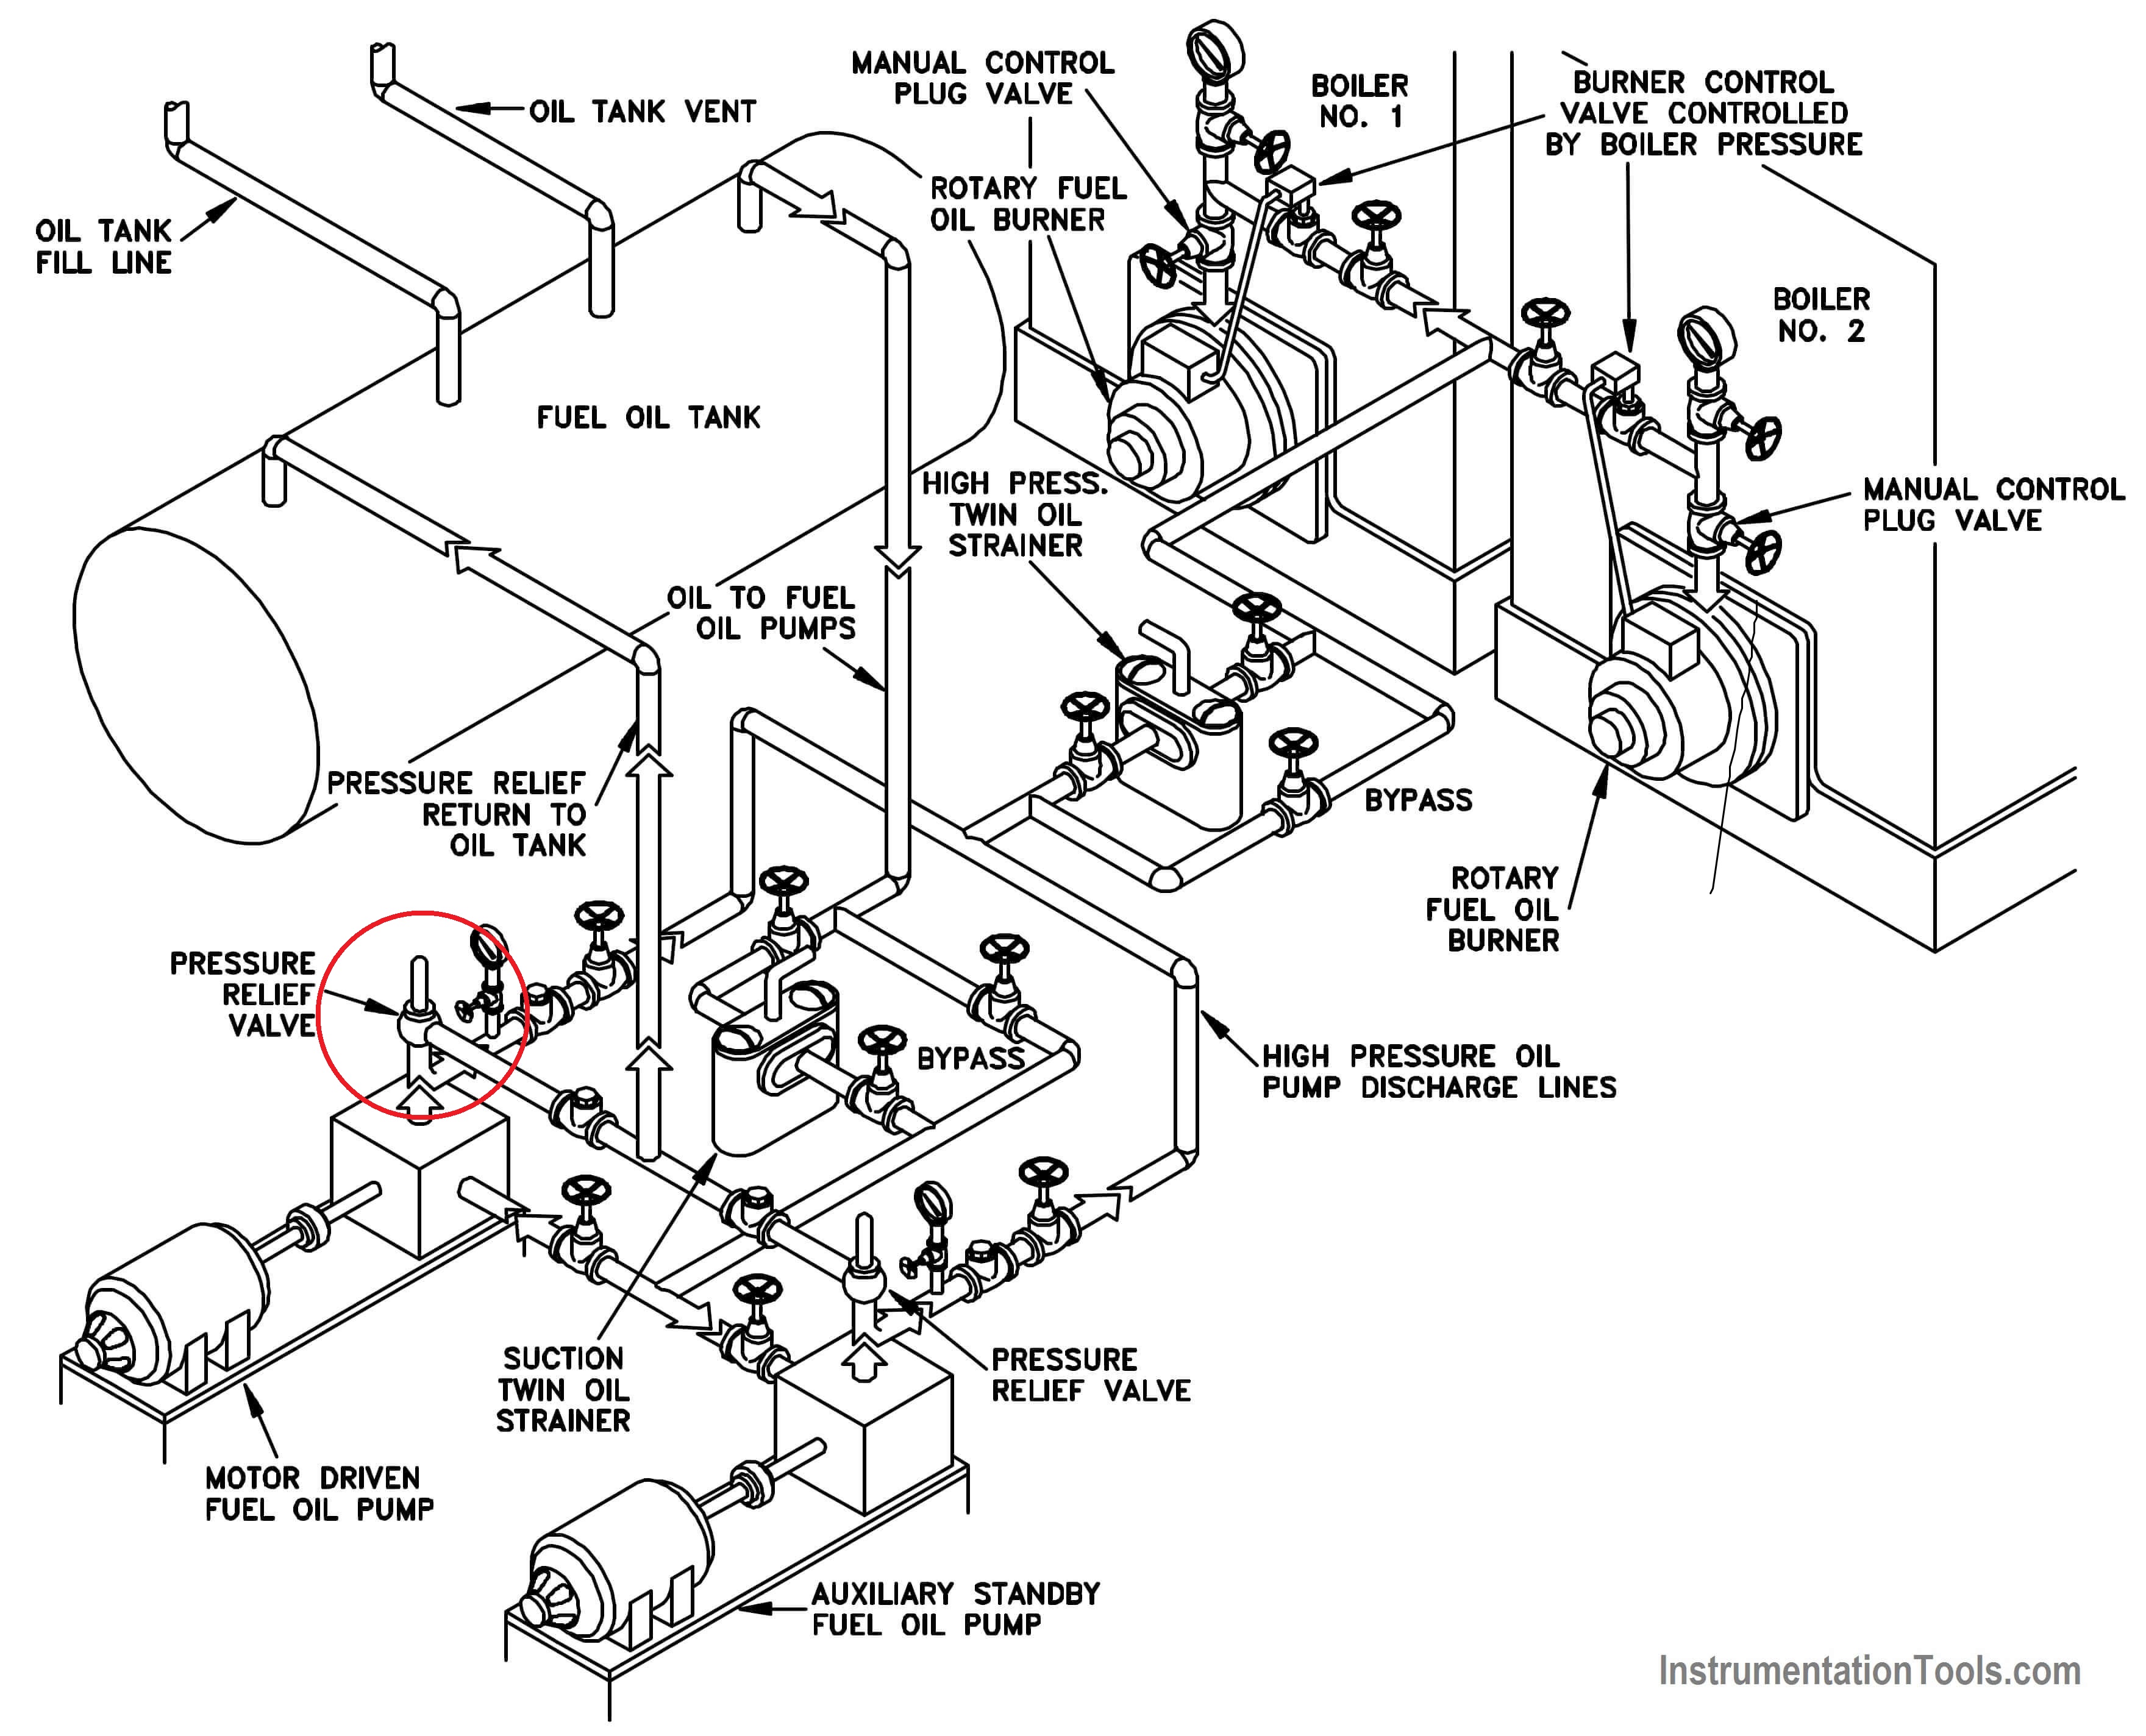 OIL TANK VENT
OIL TANK
FILL LINE
MANUAL CONTROL
PLUG VALVE
BOILER
NO. 1
BURNER CONTROL
VALVE CONTROLLED
BY BOILER PRESSURE
ROTARY FUEL
OIL BURNER
BOILER
NO. 2
FUEL OIL TANK
HIGH PRESS.
TWIN OIL
STRAINER
MANUAL CONTROL
PLUG VALVE
OIL TO FUEL
OIL PUMPS
PRESSURE RELIEF
RETURN TO
OIL TANK
BYPASS
ROTARY
FUEL OIL
BURNER
PRESSURE
RELIEF
VALVE
BYPASS
HIGH PRESSURE OIL
PUMP DISCHARGE LINES
SUCTION
TWIN OIL
STRAINER
PRESSURE
RELIEF VALVE
MOTOR DRIVEN
FUEL OIL PUMP
AUXILIARY STANDBY
FUEL OIL PUMP
InstrumentationTools.com